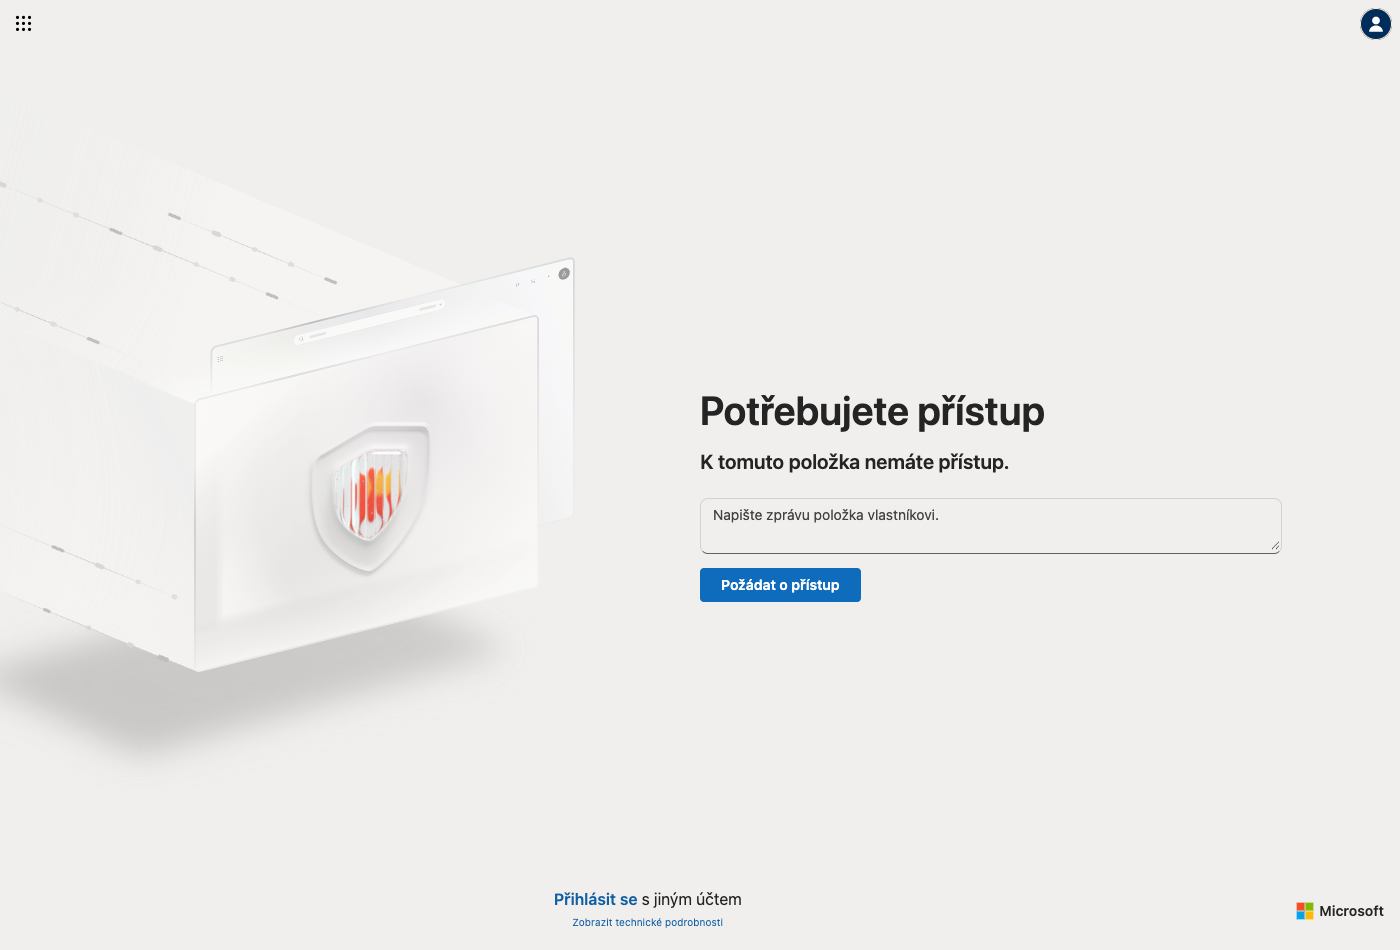 Potřebujete přístup
K tomuto položka nemáte přístup.
Napište zprávu položka vlastníkovi.
Požádat o přístup
Přihlásit se s jiným účtem
Zobrazit technické podrobnosti
Microsoft